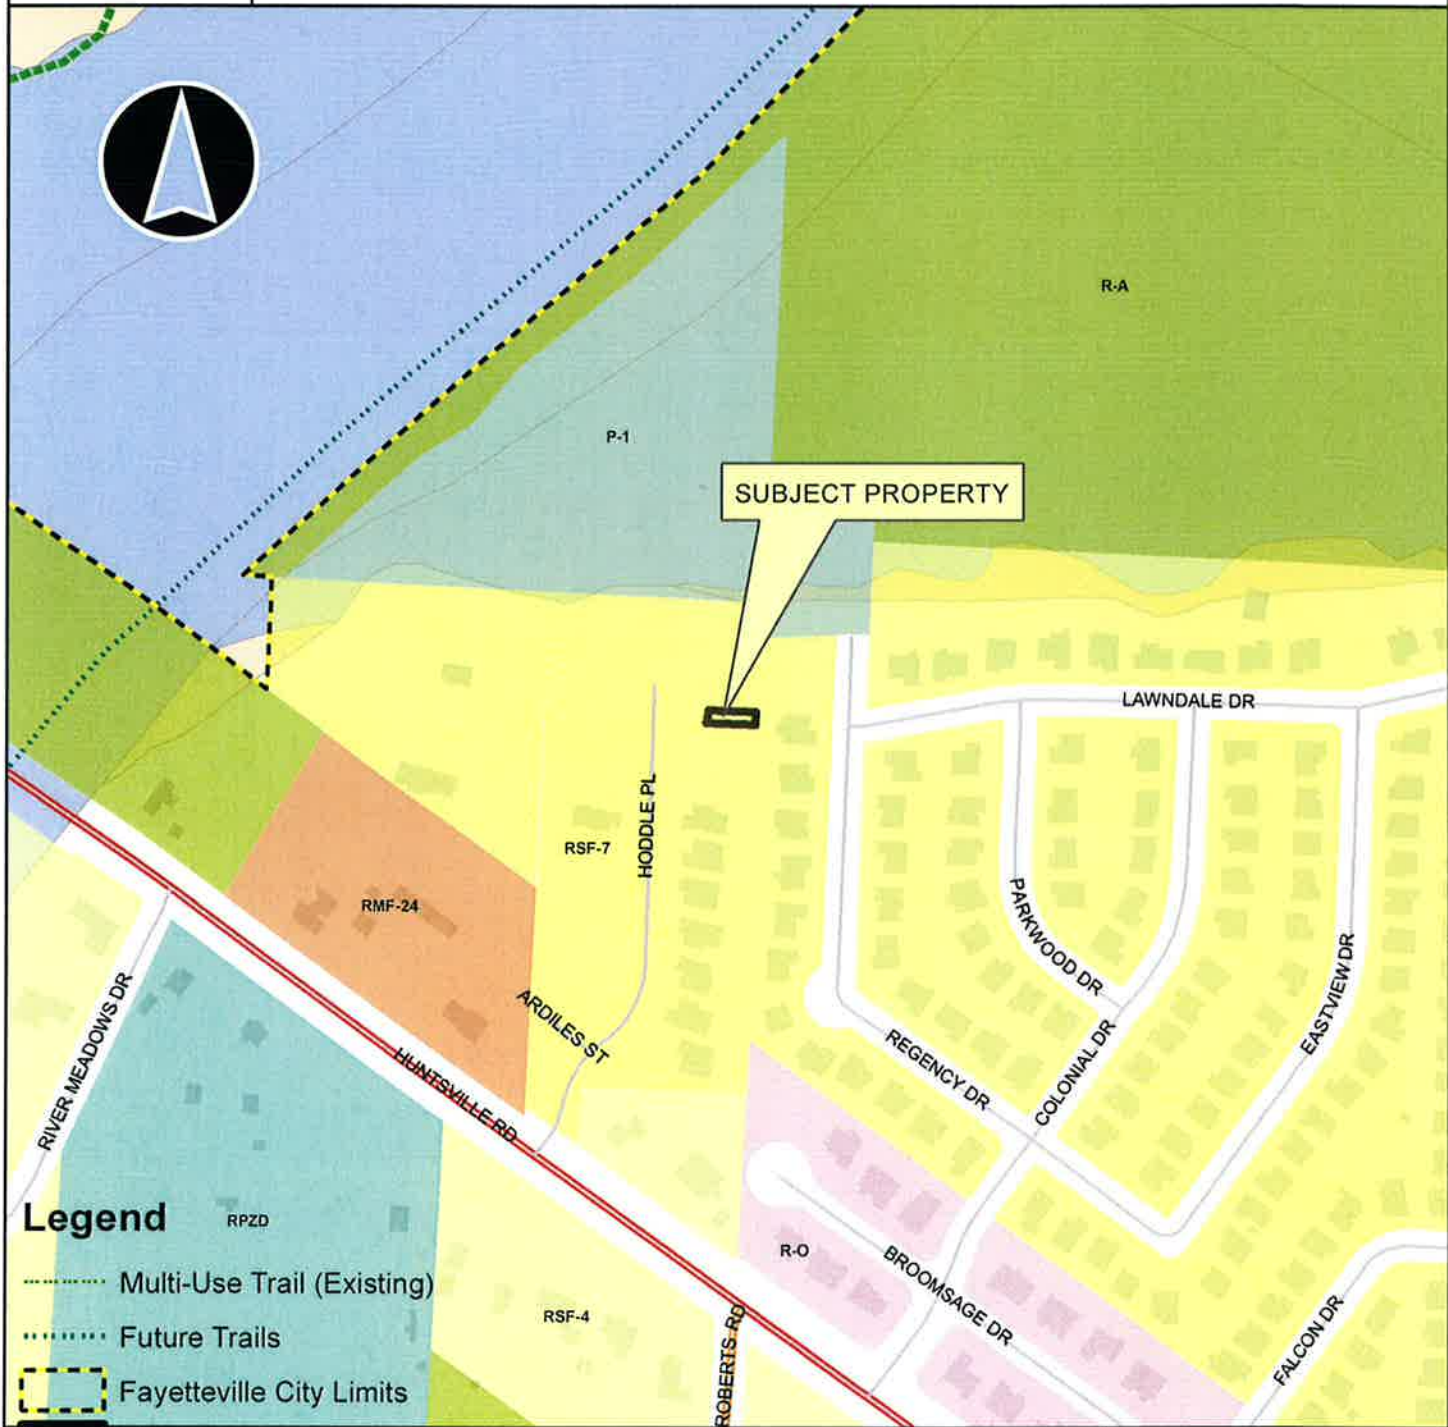 R-A
P-1
SUBJECT PROPERTY
LAWNDALE DR
HODDLE PL
RSF-7
RMF-24
PARKWOOD DR
EASTVIEW DR
ARDILES ST
RIVER MEADOWS DR
HUNTSVILLE RD
REGENCY DR
COLONIAL DR
Legend
RPZD
R-O
BROOMSAGE DR
Multi-Use Trail (Existing)
RSF-4
Future Trails
ROBERTS RD
FALCON DR
Fayetteville City Limits